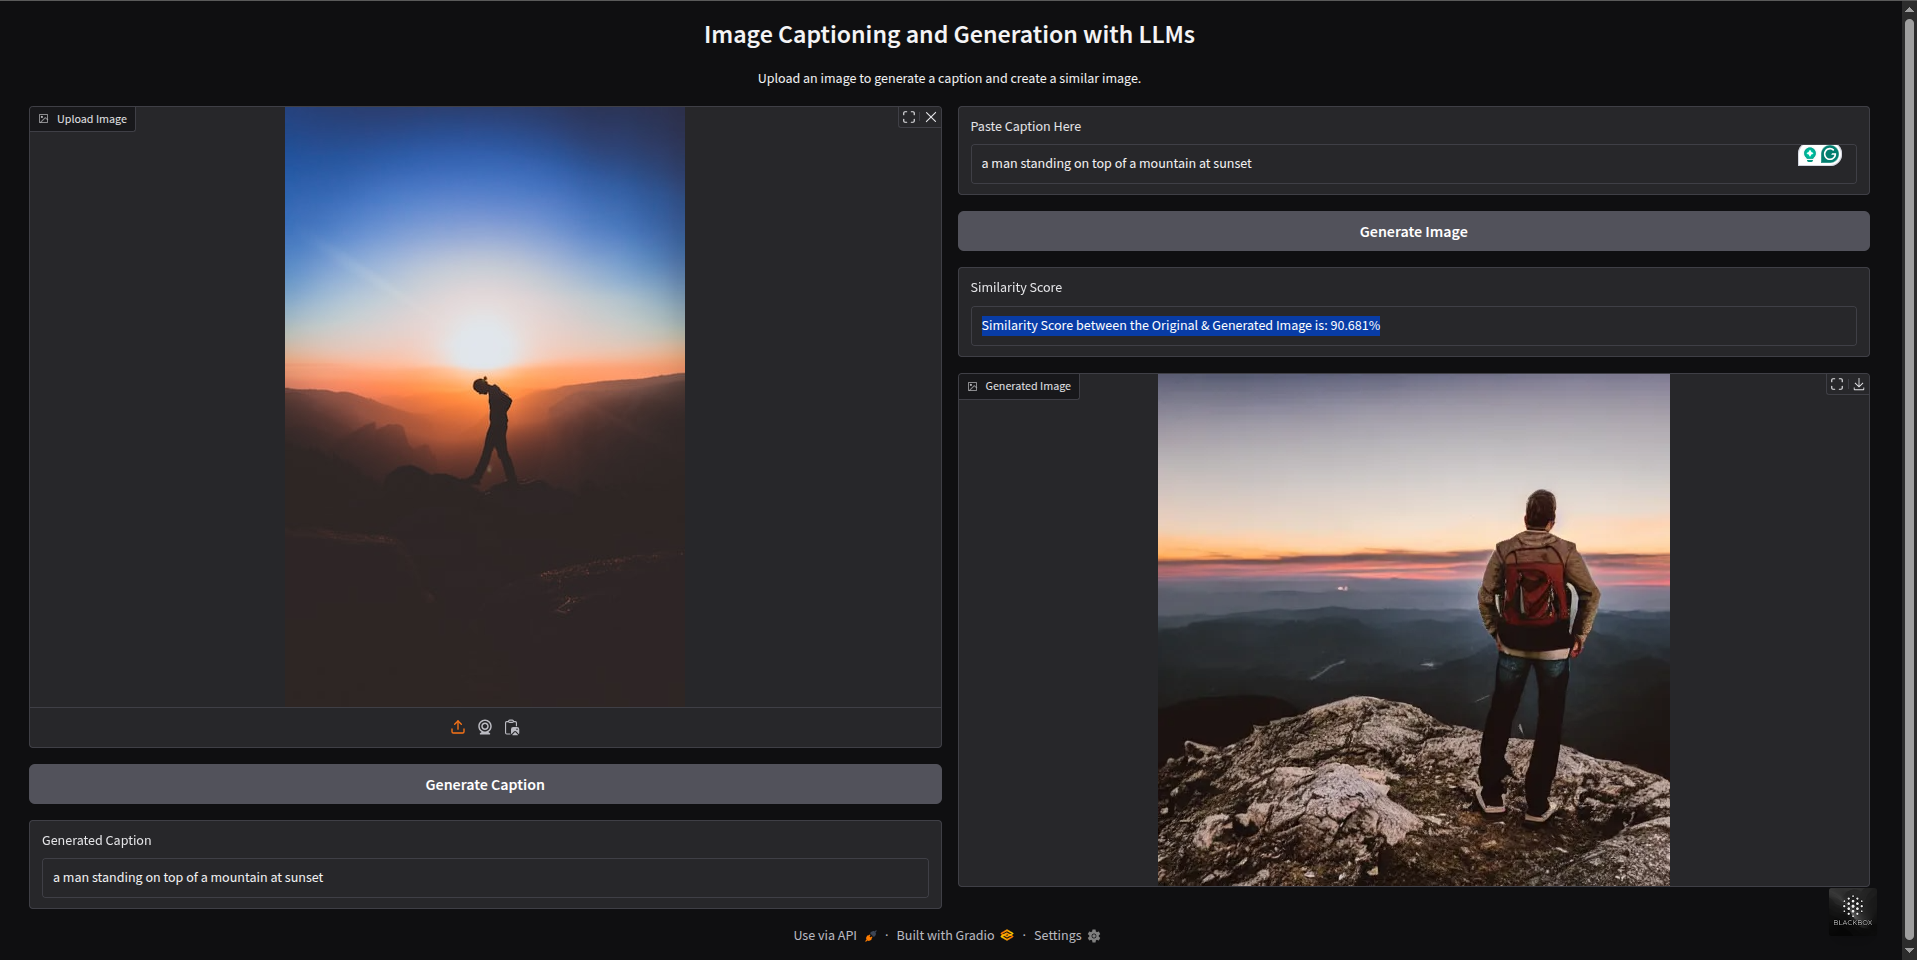 Image Captioning and Generation with LLMs
Upload an image to generate a caption and create a similar image.
Upload Image
Generate Caption
Generated Caption
a man standing on top of a mountain at sunset
Paste Caption Here
a man standing on top of a mountain at sunset
Generate Image
Similarity Score
Similarity Score between the Original & Generated Image is: 90.681%
Generated Image
BLACKBOX
Use via API · Built with Gradio · Settings